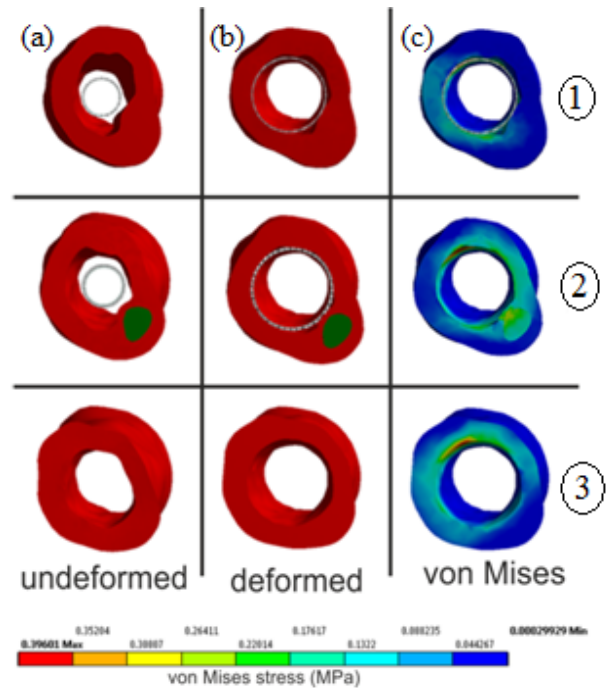 (a) (b) (c)
1
2
3
undeformed deformed von Mises
0.35204 0.26411 0.17617 0.088235 0.00029929 Min
0.39601 Max 0.30807 0.22014 0.1322 0.044267
von Mises stress (MPa)